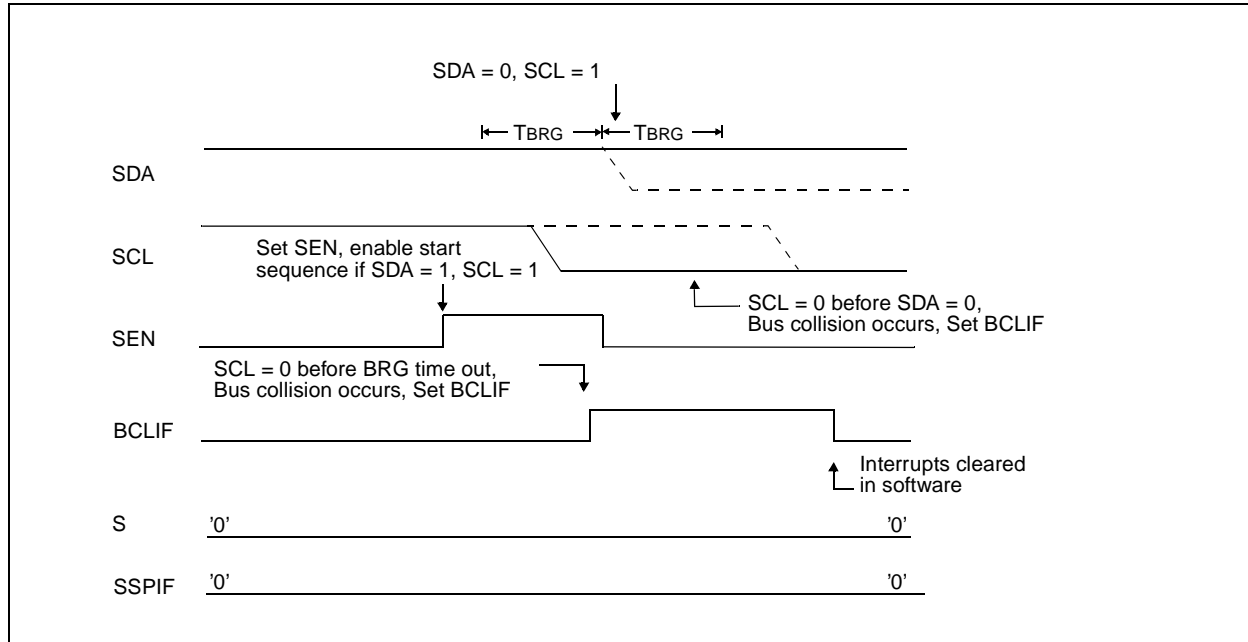 SDA = 0, SCL = 1
TBRG TBRG
SDA
SCL
Set SEN, enable start
sequence if SDA = 1, SCL = 1
SCL = 0 before SDA = 0,
Bus collision occurs, Set BCLIF
SEN
SCL = 0 before BRG time out,
Bus collision occurs, Set BCLIF
BCLIF
Interrupts cleared
in software
S '0' '0'
SSPIF '0' '0'